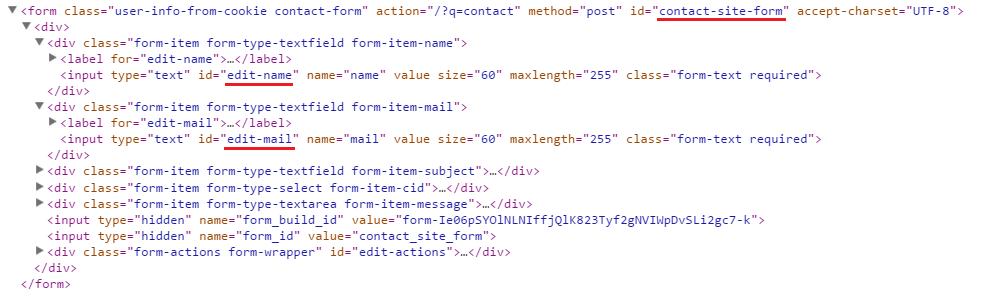 <form class="user-info-from-cookie contact-form" action="/?q=contact" method="post" id="contact-site-form" accept-charset="UTF-8">
<div>
<div class="form-item form-type-textfield form-item-name">
<label for="edit-name">…</label>
<input type="text" id="edit-name" name="name" value size="60" maxlength="255" class="form-text required">
</div>
<div class="form-item form-type-textfield form-item-mail">
<label for="edit-mail">…</label>
<input type="text" id="edit-mail" name="mail" value size="60" maxlength="255" class="form-text required">
</div>
<div class="form-item form-type-textfield form-item-subject">…</div>
<div class="form-item form-type-select form-item-cid">…</div>
<div class="form-item form-type-textarea form-item-message">…</div>
<input type="hidden" name="form_build_id" value="form-Ie06pSYOlNLNIffjQlK823Tyf2gNVIWpDvSLi2gc7-k">
<input type="hidden" name="form_id" value="contact_site_form">
<div class="form-actions form-wrapper" id="edit-actions">…</div>
</div>
</form>